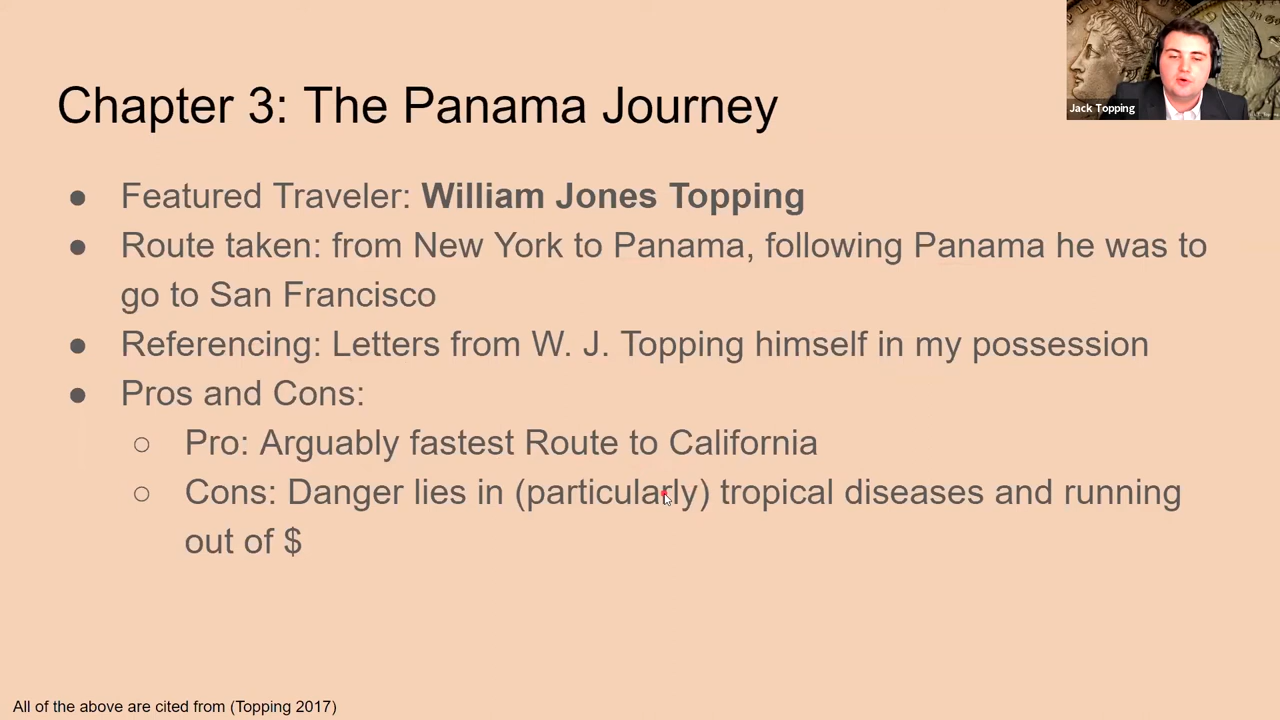 Chapter 3: The Panama Journey
Jack Topping
● Featured Traveler: William Jones Topping
● Route taken: from New York to Panama, following Panama he was to
go to San Francisco
● Referencing: Letters from W. J. Topping himself in my possession
● Pros and Cons:
○ Pro: Arguably fastest Route to California
○ Cons: Danger lies in (particularly) tropical diseases and running
out of $
All of the above are cited from (Topping 2017)